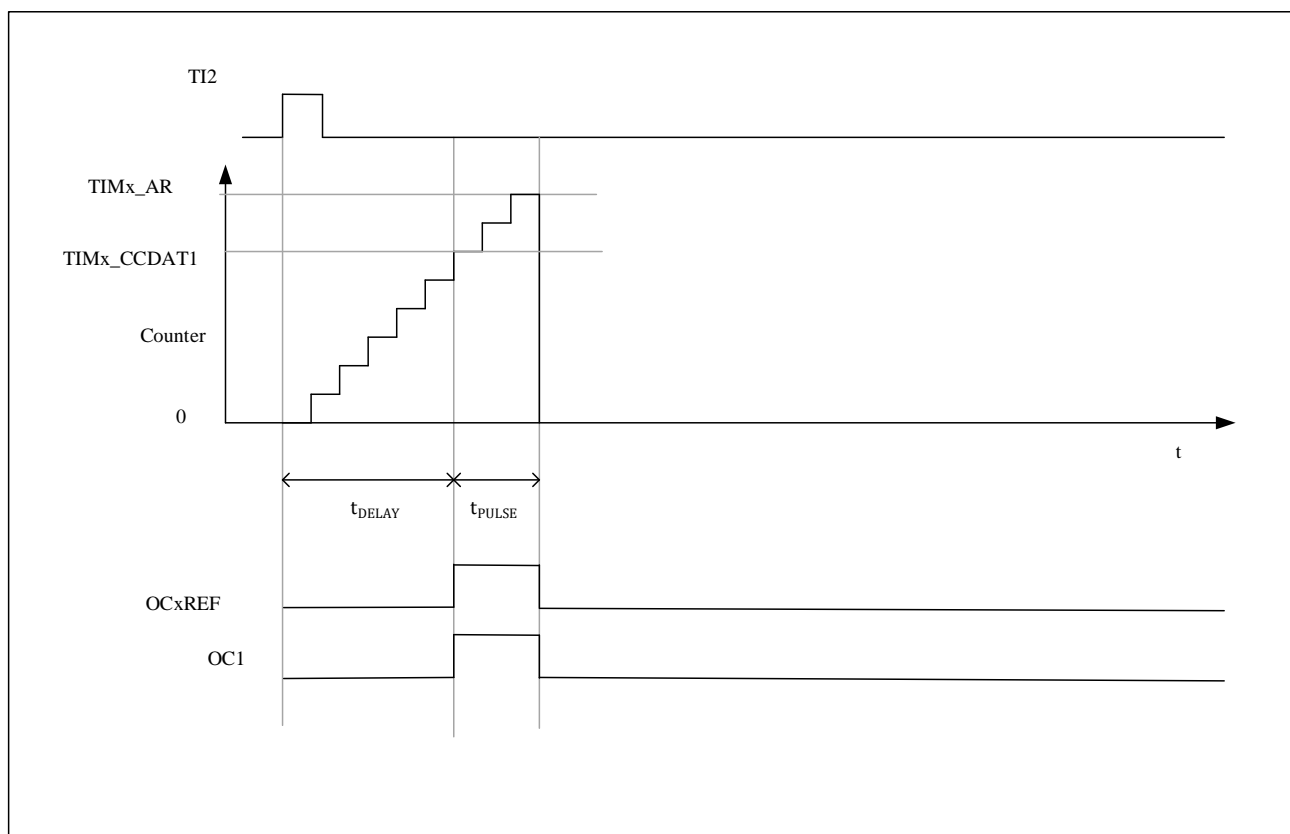 TI2
TIMx_AR
TIMx_CCDAT1
Counter
0
t
tDELAY
tPULSE
OCxREF
OC1